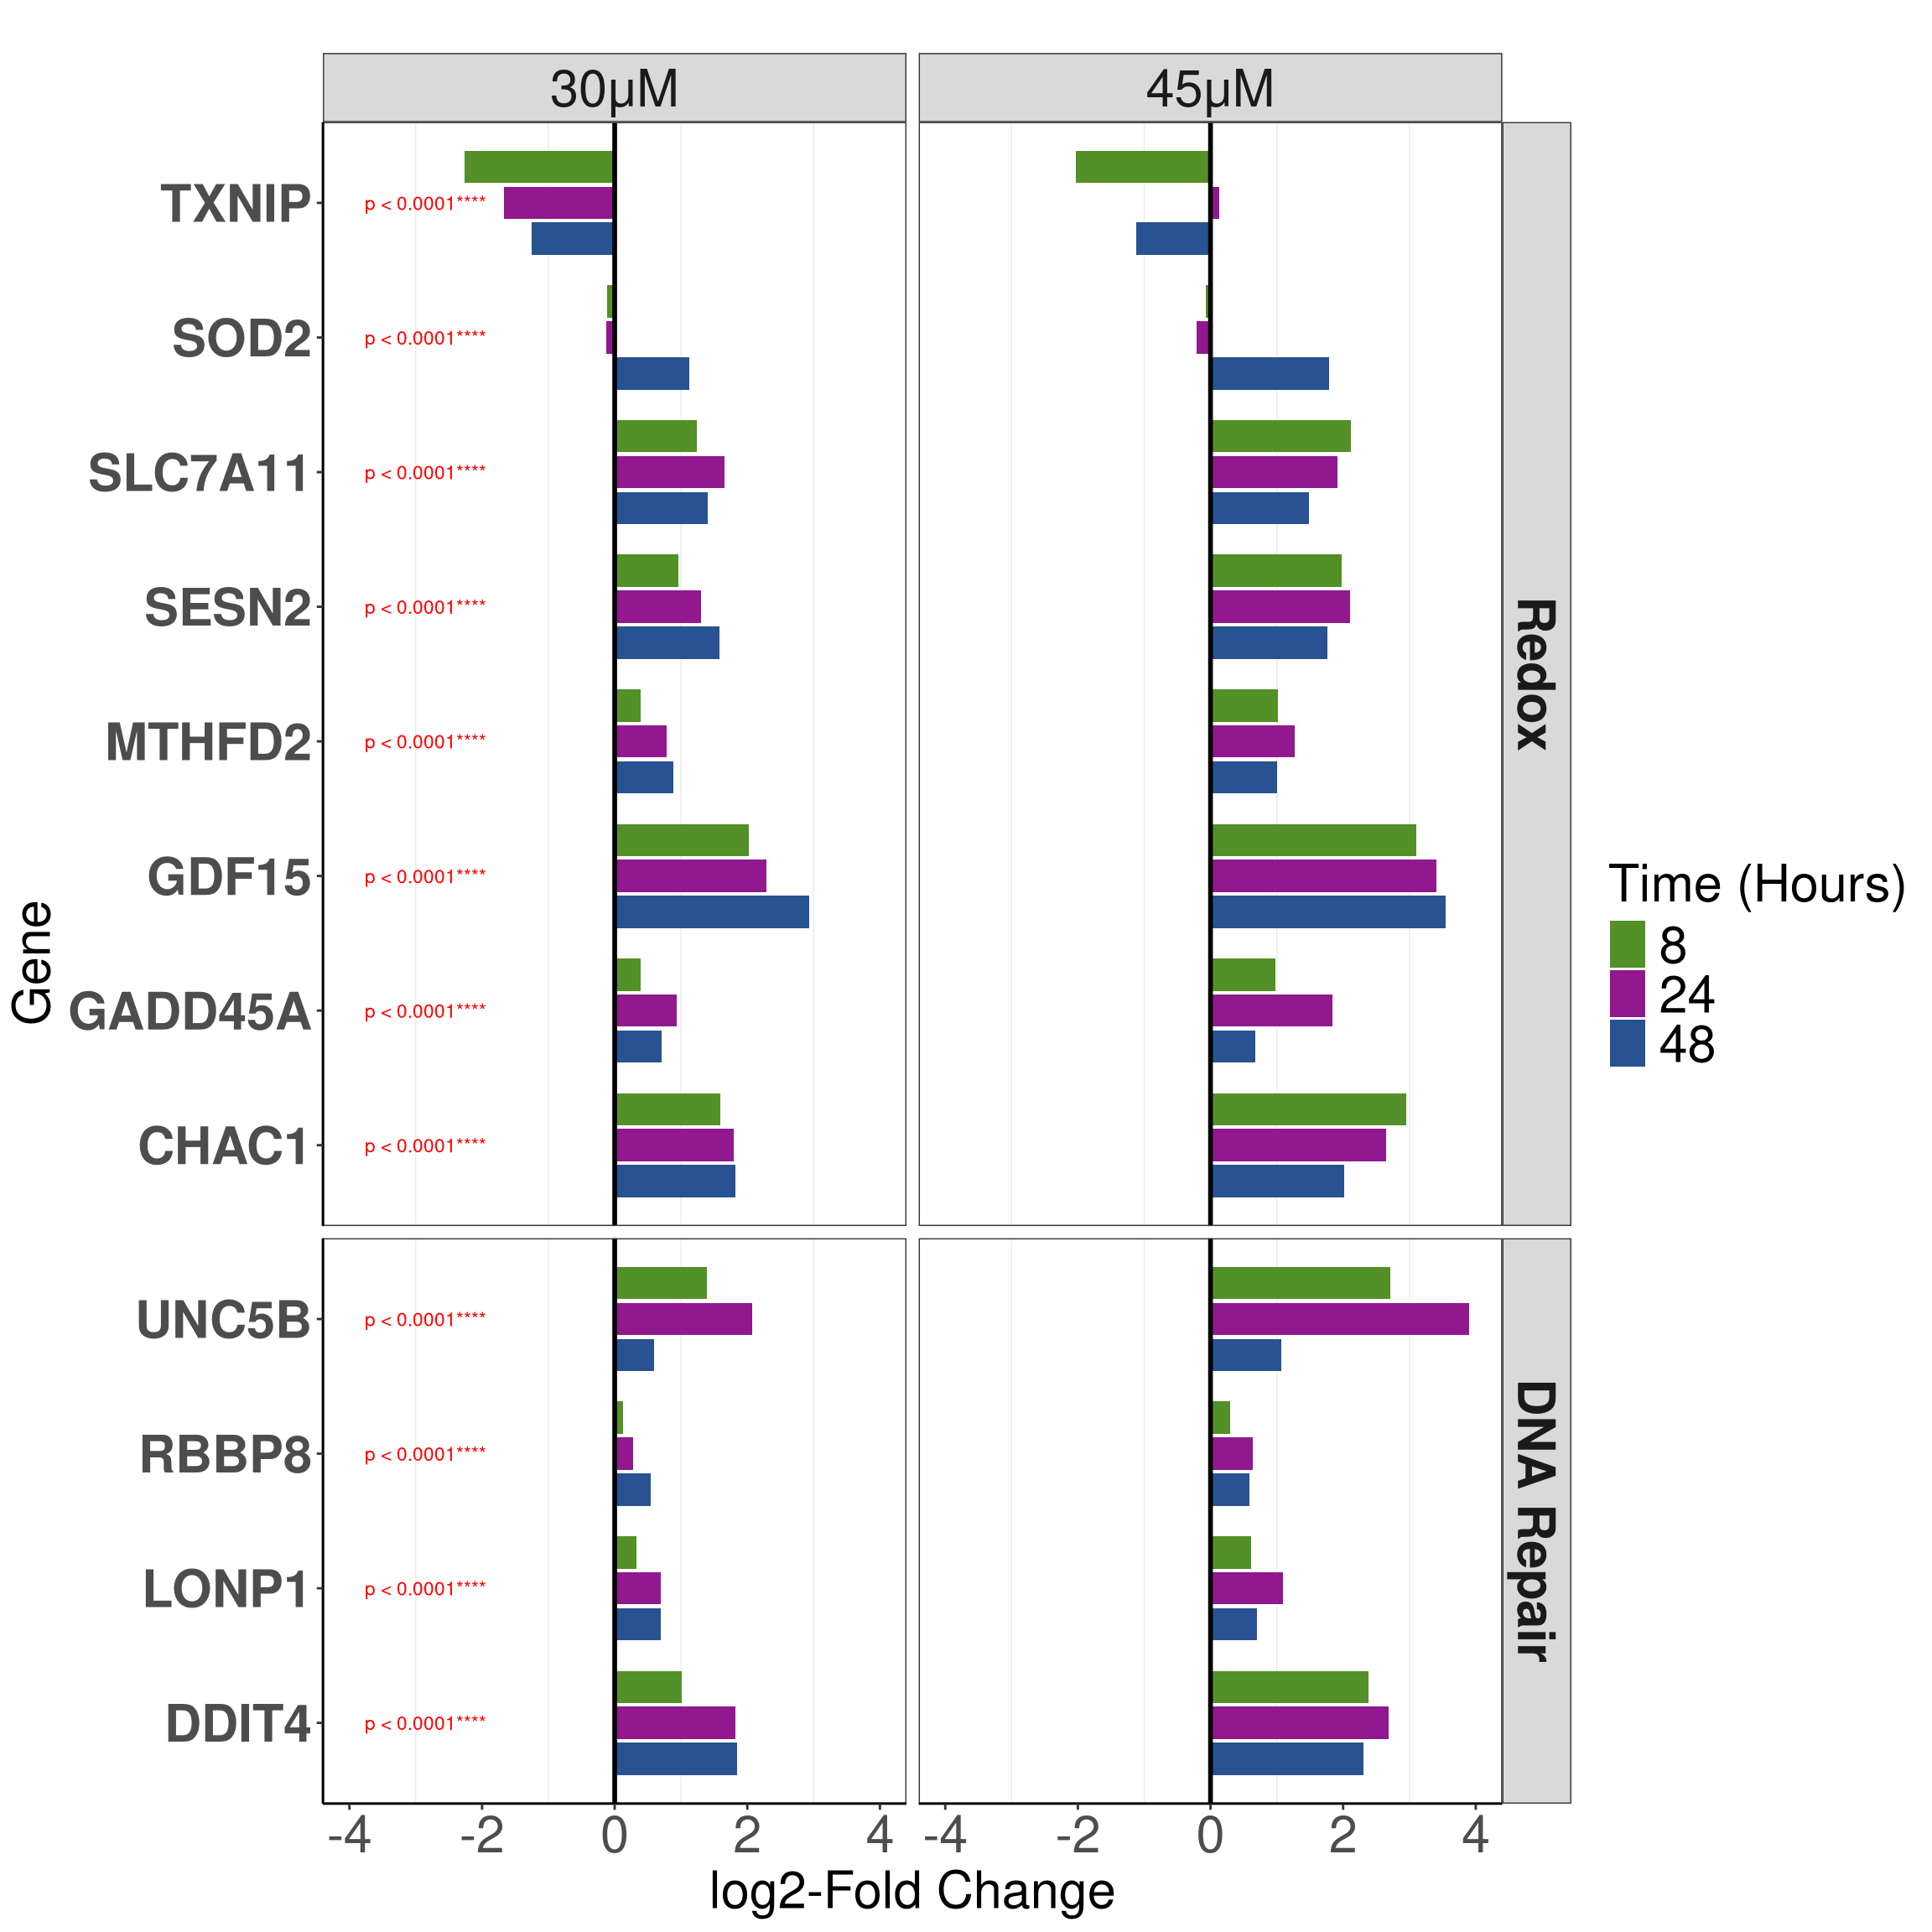 30µM
45µM
TXNIP
p < 0.0001****
SOD2
p < 0.0001****
SLC7A11
p < 0.0001****
SESN2
p < 0.0001****
MTHFD2
p < 0.0001****
GDF15
p < 0.0001****
GADD45A
p < 0.0001****
CHAC1
p < 0.0001****
Redox
UNC5B
p < 0.0001****
RBBP8
p < 0.0001****
LONP1
p < 0.0001****
DDIT4
p < 0.0001****
DNA Repair
Gene
-4 -2 0 2 4
-4 -2 0 2 4
log2-Fold Change
Time (Hours)
8
24
48